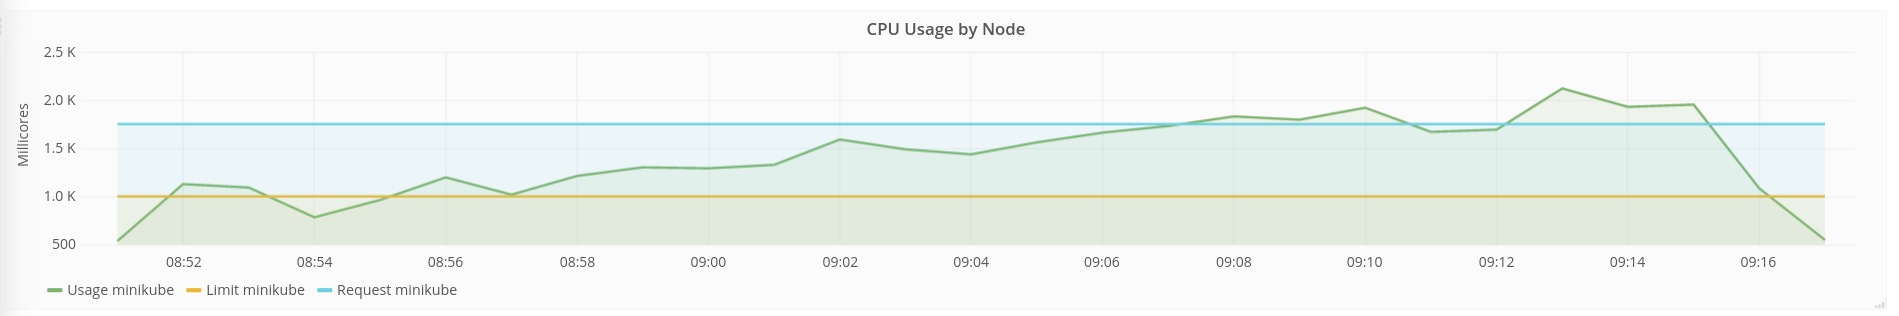 CPU Usage by Node
Millicores
2.5 K
2.0 K
1.5 K
1.0 K
500
08:52 08:54 08:56 08:58 09:00 09:02 09:04 09:06 09:08 09:10 09:12 09:14 09:16
Usage minikube Limit minikube Request minikube